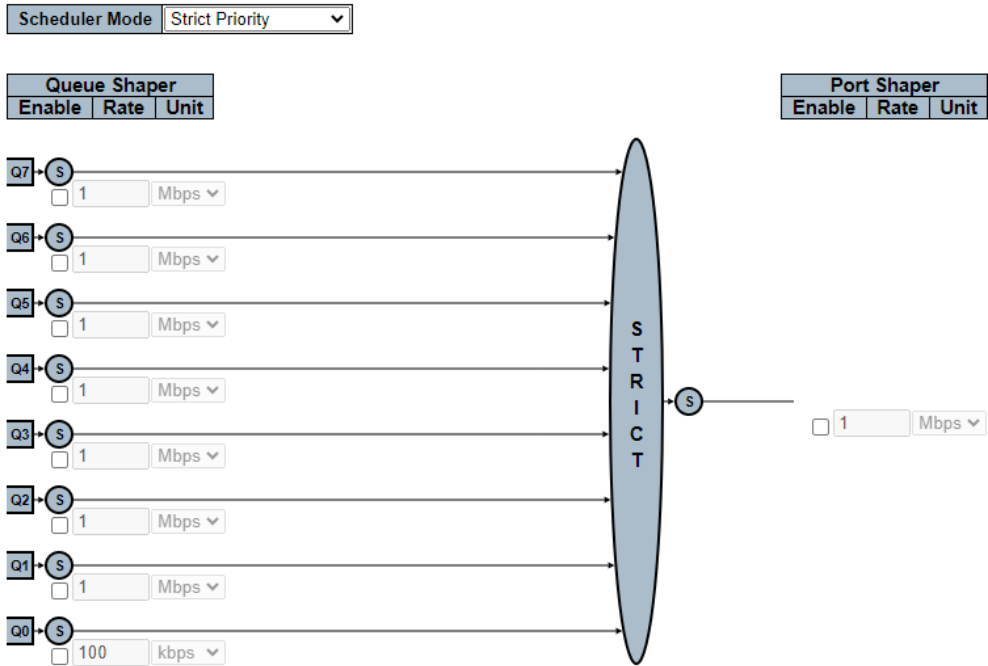 Scheduler Mode Strict Priority
Queue Shaper Port Shaper
Enable Rate Unit Enable Rate Unit
Q7 S
1 Mbps
Q6 S
1 Mbps
Q5 S
1 Mbps
Q4 S
1 Mbps
Q3 S
1 Mbps
Q2 S
1 Mbps
Q1 S
1 Mbps
Q0 S
100 kbps
S
T
R
I
C
T
S
1 Mbps